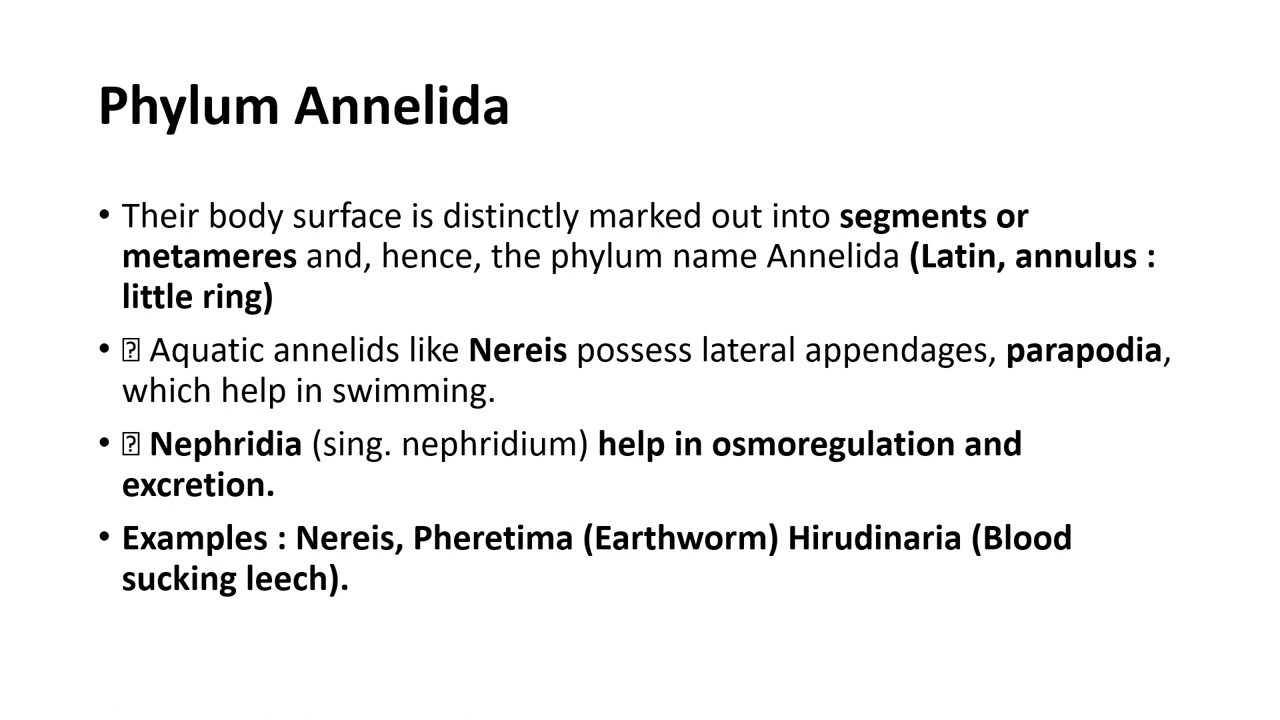 Phylum Annelida
• Their body surface is distinctly marked out into segments or
metameres and, hence, the phylum name Annelida (Latin, annulus :
little ring)
• Aquatic annelids like Nereis possess lateral appendages, parapodia,
which help in swimming.
• Nephridia (sing. nephridium) help in osmoregulation and
excretion.
• Examples : Nereis, Pheretima (Earthworm) Hirudinaria (Blood
sucking leech).